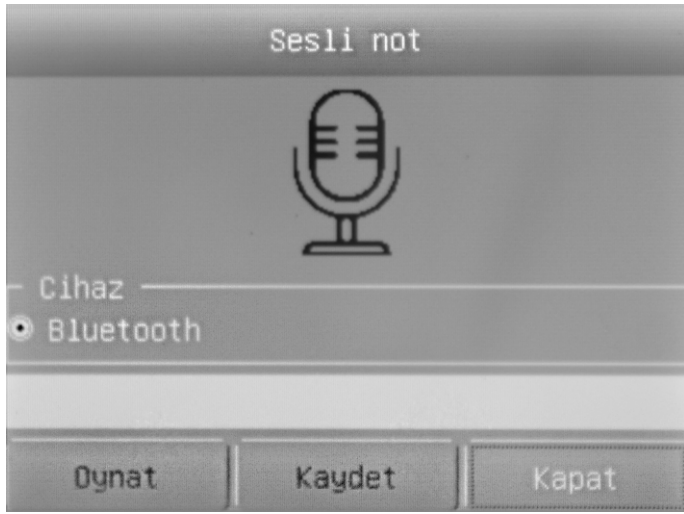 Sesli not
Cihaz
Bluetooth
Oynat
Kaydet
Kapat